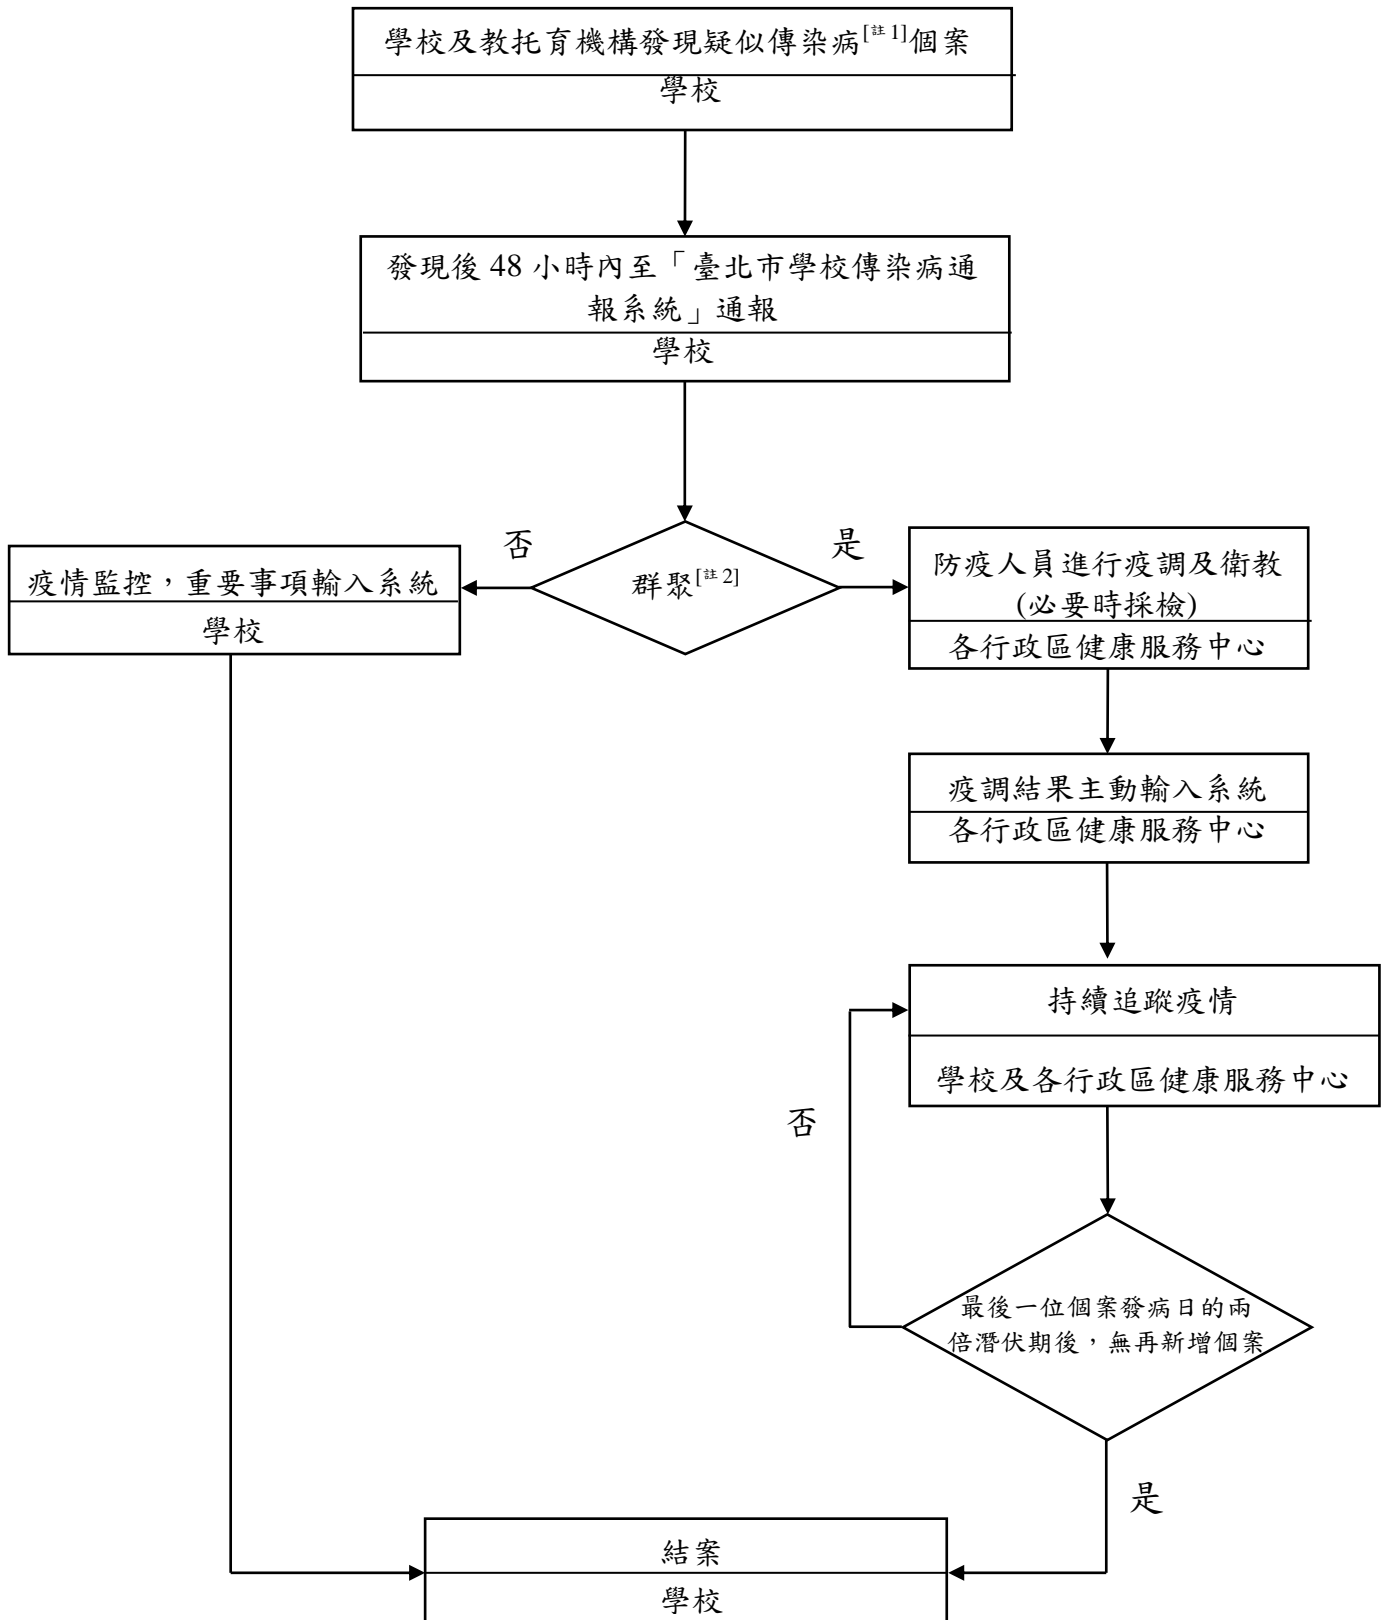 學校及教托育機構發現疑似傳染病[註1]個案
學校
發現後 48 小時內至「臺北市學校傳染病通
報系統」通報
學校
否
是
群聚[註2]
疫情監控，重要事項輸入系統
學校
防疫人員進行疫調及衛教
(必要時採檢)
各行政區健康服務中心
疫調結果主動輸入系統
各行政區健康服務中心
持續追蹤疫情
學校及各行政區健康服務中心
否
最後一位個案發病日的兩
倍潛伏期後，無再新增個案
是
結案
學校